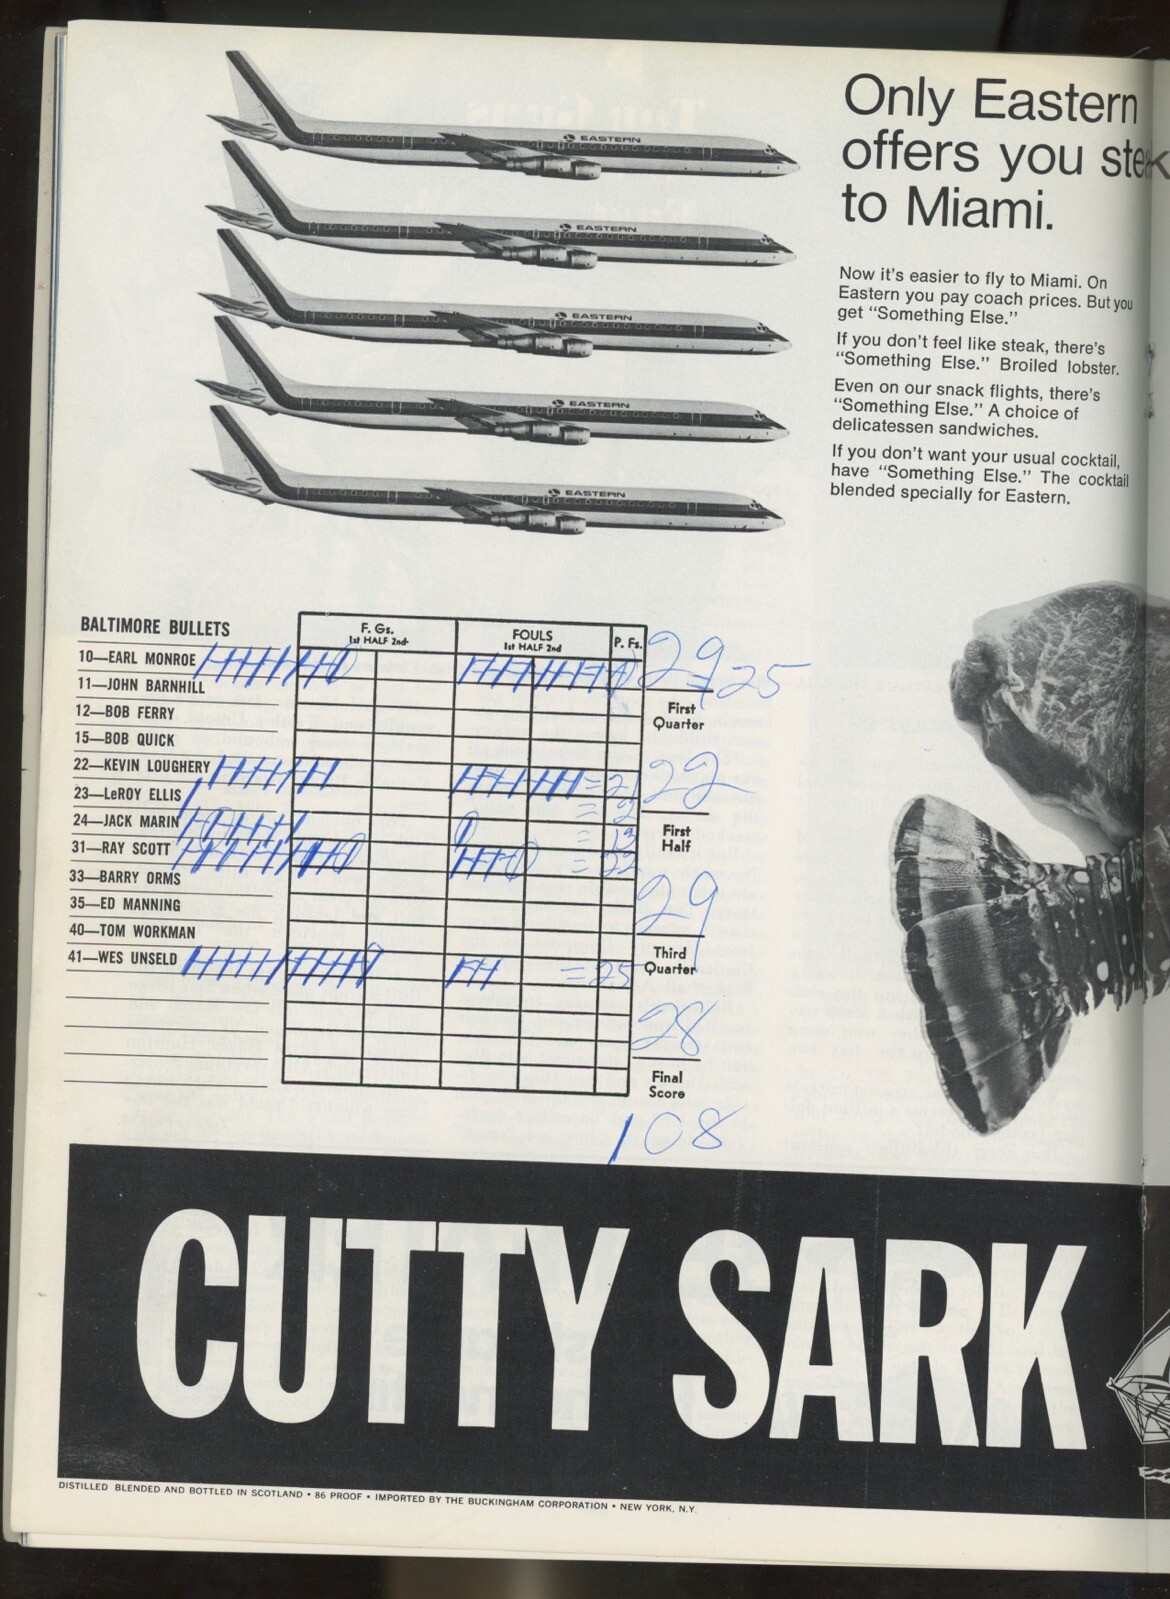 EASTERN
EASTERN
EASTERN
EASTERN
EASTERN
Only Eastern
offers you steak
to Miami.
Now it's easier to fly to Miami. On
Eastern you pay coach prices. But you
get "Something Else."
If you don't feel like steak, there's
"Something Else." Broiled lobster.
Even on our snack flights, there's
"Something Else." A choice of
delicatessen sandwiches.
If you don't want your usual cocktail,
have "Something Else." The cocktail
blended specially for Eastern.
BALTIMORE BULLETS
F. Gs.
1st HALF 2nd
FOULS
1st HALF 2nd
P. Fs.
10—EARL MONROE =25
11—JOHN BARNHILL
12—BOB FERRY
15—BOB QUICK
22—KEVIN LOUGHERY =21
23—LeROY ELLIS =2
24—JACK MARIN =13
31—RAY SCOTT =22
33—BARRY ORMS
35—ED MANNING
40—TOM WORKMAN
41—WES UNSELD =25
29
First
Quarter
22
First
Half
29
Third
Quarter
28
Final
Score
108
CUTTY SARK
DISTILLED BLENDED AND BOTTLED IN SCOTLAND • 86 PROOF • IMPORTED BY THE BUCKINGHAM CORPORATION • NEW YORK, N.Y.